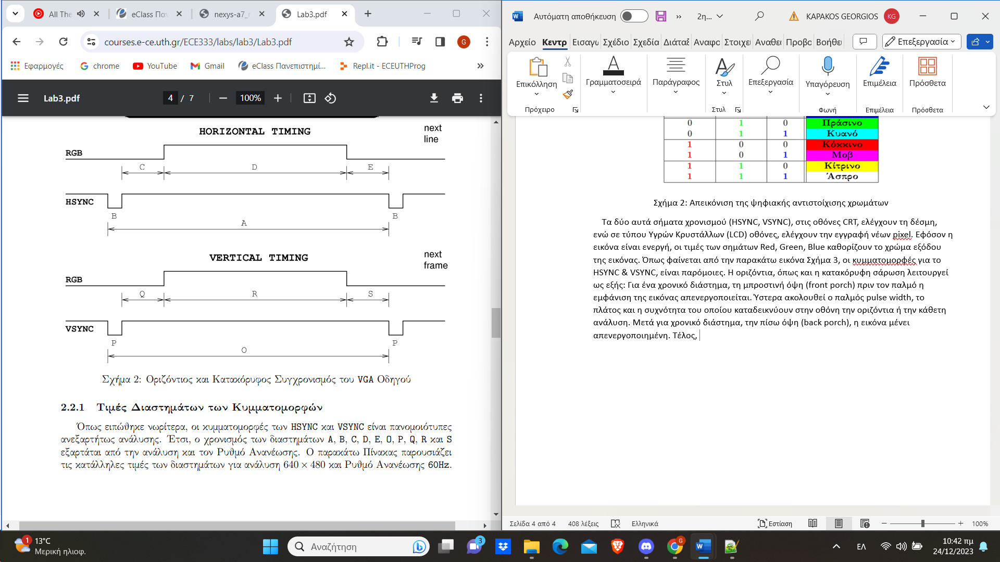 All The
eClass Παν
nexys-a7_r
Lab3.pdf
courses.e-ce.uth.gr/ECE333/labs/lab3/Lab3.pdf
G
Εφαρμογές
chrome
YouTube
Gmail
eClass Πανεπιστημί...
Repl.it - ECEUTHProg
»
Lab3.pdf
4 / 7
100%
HORIZONTAL TIMING
next
line
RGB
C D E
HSYNC
B B
A
VERTICAL TIMING
next
frame
RGB
Q R S
VSYNC
P P
O
Σχήμα 2: Οριζόντιος και Κατακόρυφος Συγχρονισμός του VGA Οδηγού
2.2.1 Τιμές Διαστημάτων των Κυμματομορφών
Όπως ειπώθηκε νωρίτερα, οι κυμματομορφές των HSYNC και VSYNC είναι πανομοιότυπες
ανεξαρτήτως ανάλυσης. Έτσι, ο χρονισμός των διαστημάτων A, B, C, D, E, O, P, Q, R και S
εξαρτάται από την ανάλυση και τον Ρυθμό Ανανέωσης. Ο παρακάτω Πίνακας παρουσιάζει
τις κατάλληλες τιμές των διαστημάτων για ανάλυση 640 × 480 και Ρυθμό Ανανέωσης 60Hz.
Αυτόματη αποθήκευση
»
2η...
KAPAKOS GEORGIOS
KG
Αρχείο
Κεντρ
Εισαγω
Σχέδιο
Σχεδία
Διάταξ
Αναφο
Στοιχεί
Αναθει
Προβο
Βοήθει
Επεξεργασία
Επικόλληση
Γραμματοσειρά
Παράγραφος
Στυλ
Επεξεργασία
Υπαγόρευση
Επιμέλεια
Πρόσθετα
Πρόχειρο
Στυλ
Φωνή
Επιμέλεια
Πρόσθετα
0 1 0 Πράσινο
0 1 1 Κυανό
1 0 0 Κόκκινο
1 0 1 Μοβ
1 1 0 Κίτρινο
1 1 1 Άσπρο
Σχήμα 2: Απεικόνιση της ψηφιακής αντιστοίχισης χρωμάτων
Τα δύο αυτά σήματα χρονισμού (HSYNC, VSYNC), στις οθόνες CRT, ελέγχουν τη δέσμη,
ενώ σε τύπου Υγρών Κρυστάλλων (LCD) οθόνες, ελέγχουν την εγγραφή νέων pixel. Εφόσον η
εικόνα είναι ενεργή, οι τιμές των σημάτων Red, Green, Blue καθορίζουν το χρώμα εξόδου
της εικόνας. Όπως φαίνεται από την παρακάτω εικόνα Σχήμα 3, οι κυμματομορφές για το
HSYNC & VSYNC, είναι παρόμοιες. Η οριζόντια, όπως και η κατακόρυφη σάρωση λειτουργεί
ως εξής: Για ένα χρονικό διάστημα, τη μπροστινή όψη (front porch) πριν τον παλμό η
εμφάνιση της εικόνας απενεργοποιείται. Ύστερα ακολουθεί ο παλμός pulse width, το
πλάτος και η συχνότητα του οποίου καταδεικνύουν στην οθόνη την οριζόντια ή την κάθετη
ανάλυση. Μετά για χρονικό διάστημα, την πίσω όψη (back porch), η εικόνα μένει
απενεργοποιημένη. Τέλος,
Σελίδα 4 από 4
408 λέξεις
Ελληνικά
Εστίαση
100%
1
13°C
Μερική ηλιοφ.
Αναζήτηση
3
G
ΕΛ
10:42 πμ
24/12/2023